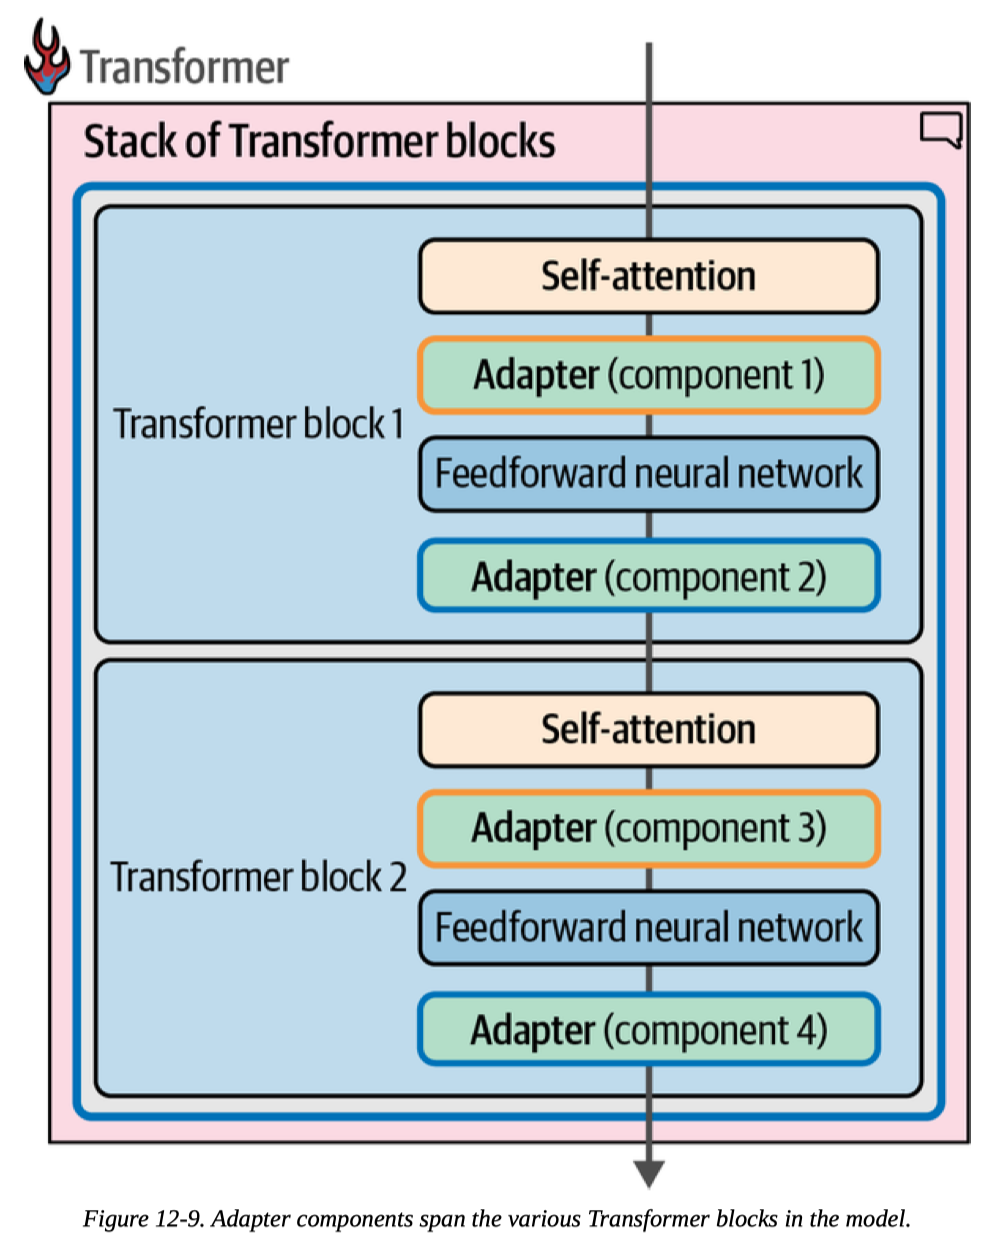 Transformer
Stack of Transformer blocks
Transformer block 1
Self-attention
Adapter (component 1)
Feedforward neural network
Adapter (component 2)
Transformer block 2
Self-attention
Adapter (component 3)
Feedforward neural network
Adapter (component 4)
Figure 12-9. Adapter components span the various Transformer blocks in the model.